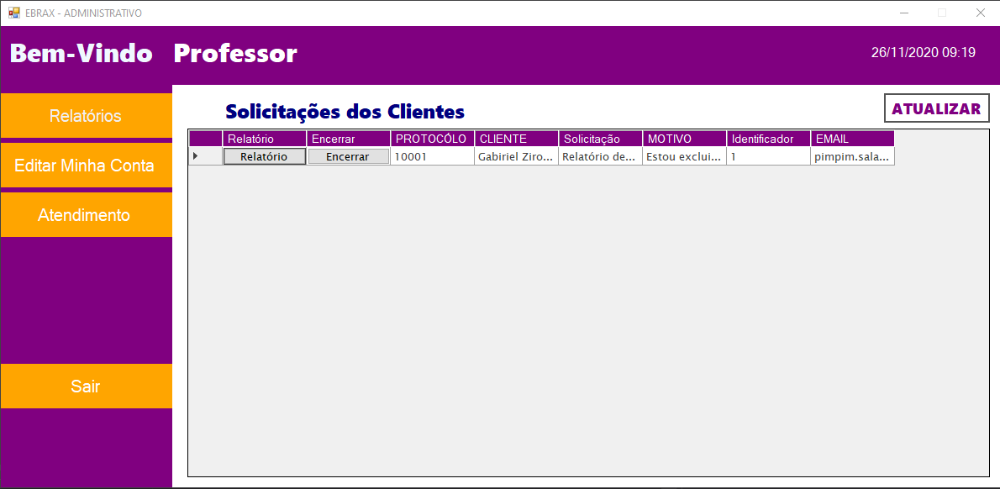 EBRAX - ADMINISTRATIVO
Bem-Vindo Professor
26/11/2020 09:19
Relatórios
Editar Minha Conta
Atendimento
Sair
Solicitações dos Clientes
ATUALIZAR
Relatório Encerrar PROTOCÓLO CLIENTE Solicitação MOTIVO Identificador EMAIL
Relatório Encerrar 10001 Gabiriel Ziro... Relatório de... Estou exclui... 1 pimpim.sala...